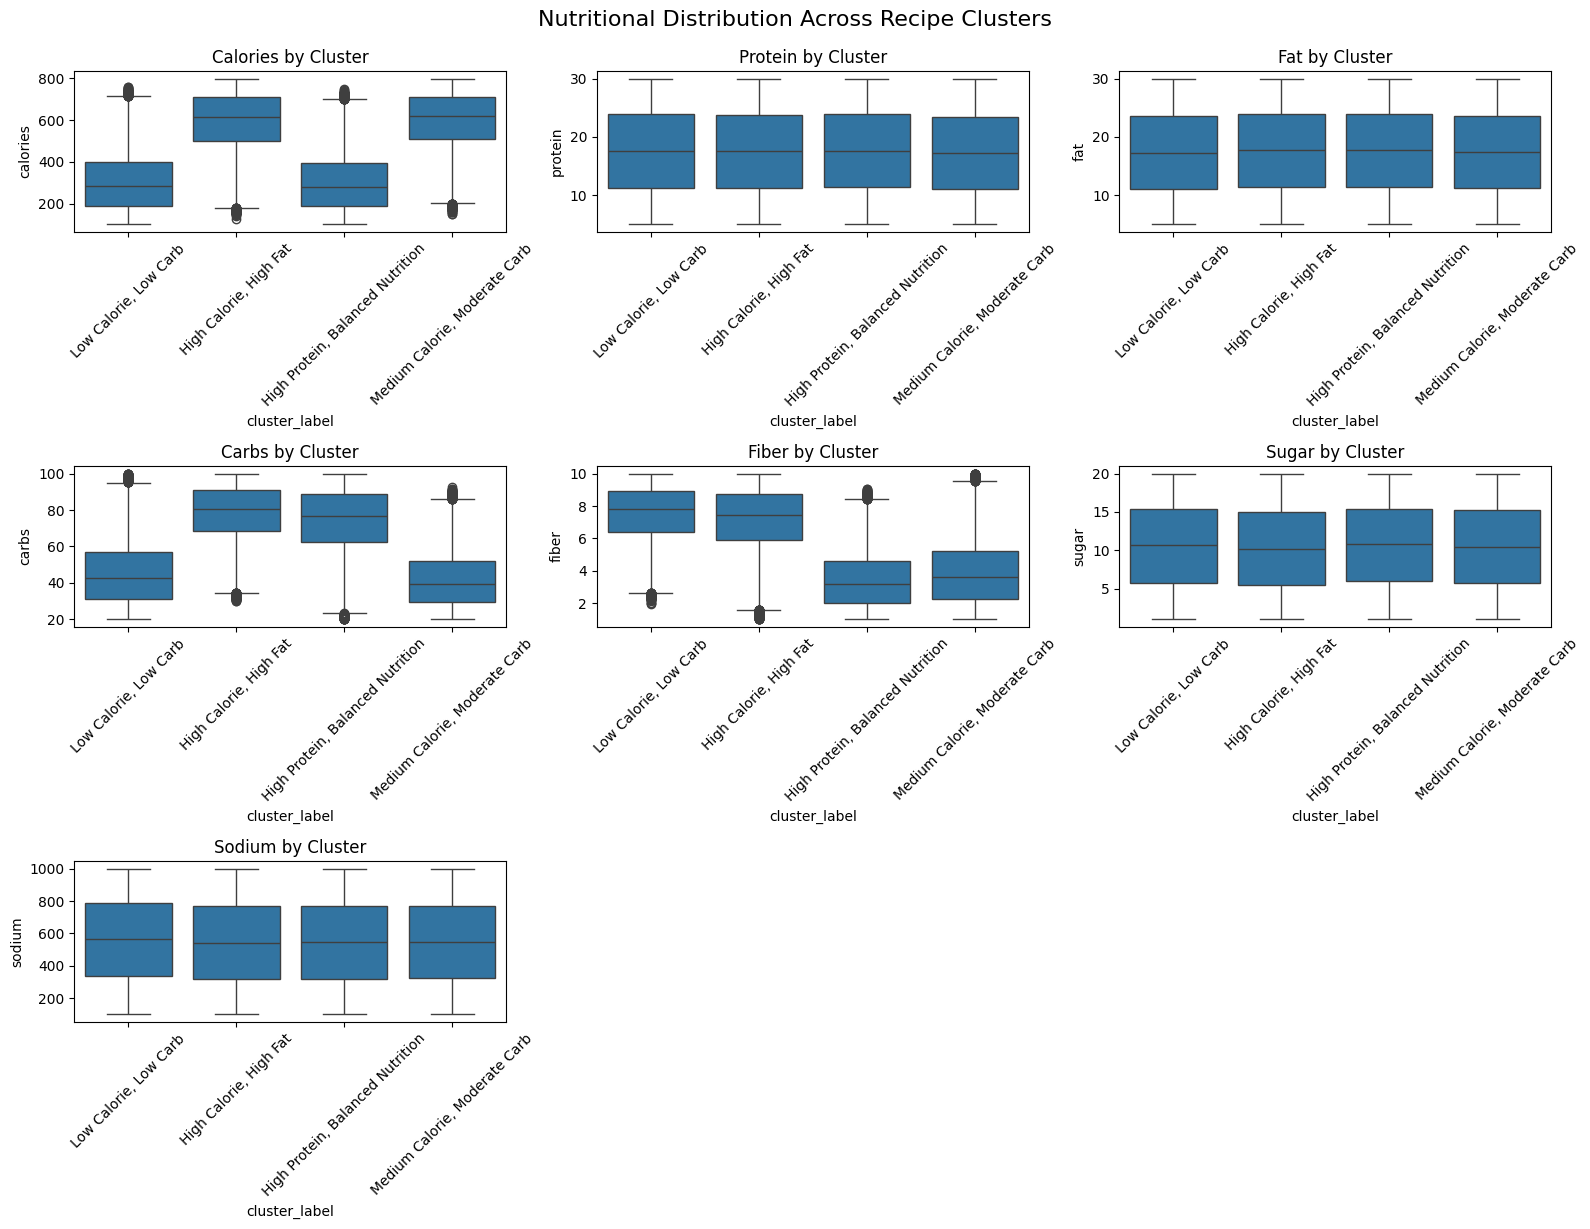 Nutritional Distribution Across Recipe Clusters
Calories by Cluster
calories
800
600
400
200
Low Calorie, Low Carb
High Calorie, High Fat
High Protein, Balanced Nutrition
Medium Calorie, Moderate Carb
cluster_label
Protein by Cluster
protein
30
20
10
Low Calorie, Low Carb
High Calorie, High Fat
High Protein, Balanced Nutrition
Medium Calorie, Moderate Carb
cluster_label
Fat by Cluster
fat
30
20
10
Low Calorie, Low Carb
High Calorie, High Fat
High Protein, Balanced Nutrition
Medium Calorie, Moderate Carb
cluster_label
Carbs by Cluster
carbs
100
80
60
40
20
Low Calorie, Low Carb
High Calorie, High Fat
High Protein, Balanced Nutrition
Medium Calorie, Moderate Carb
cluster_label
Fiber by Cluster
fiber
10
8
6
4
2
Low Calorie, Low Carb
High Calorie, High Fat
High Protein, Balanced Nutrition
Medium Calorie, Moderate Carb
cluster_label
Sugar by Cluster
sugar
20
15
10
5
Low Calorie, Low Carb
High Calorie, High Fat
High Protein, Balanced Nutrition
Medium Calorie, Moderate Carb
cluster_label
Sodium by Cluster
sodium
1000
800
600
400
200
Low Calorie, Low Carb
High Calorie, High Fat
High Protein, Balanced Nutrition
Medium Calorie, Moderate Carb
cluster_label